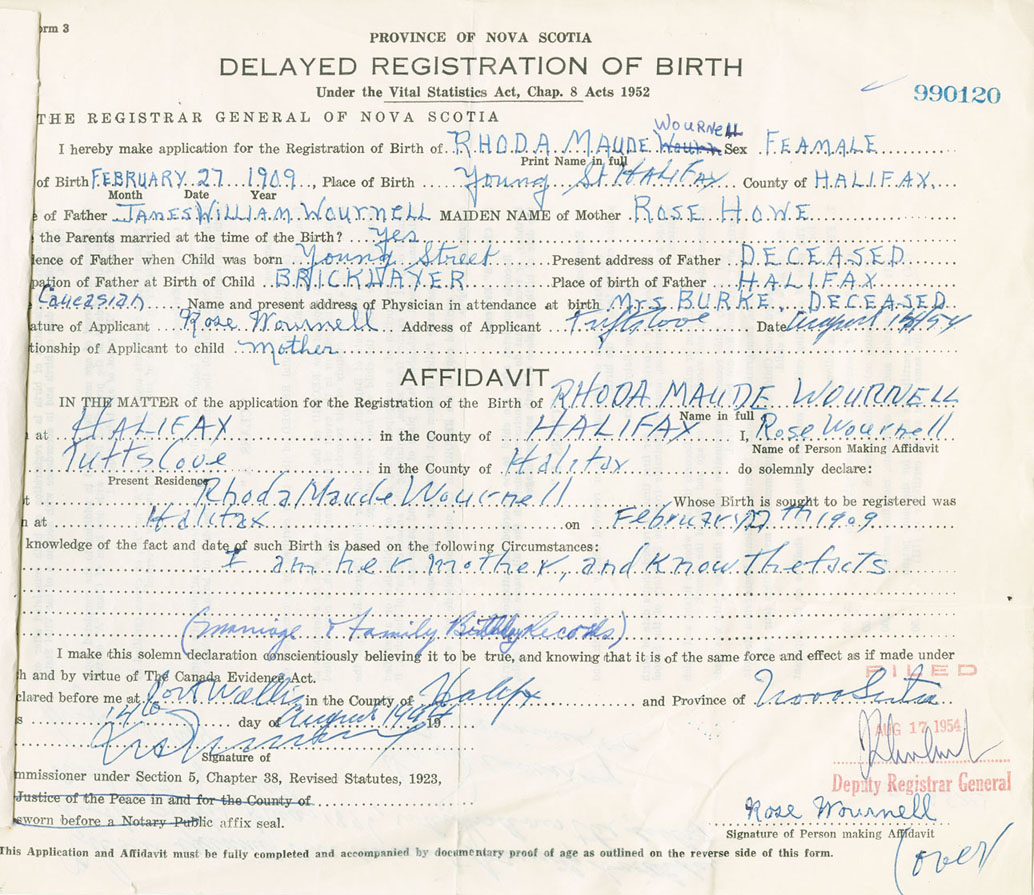 orm 3
PROVINCE OF NOVA SCOTIA
DELAYED REGISTRATION OF BIRTH
Under the Vital Statistics Act, Chap. 8 Acts 1952
990120
THE REGISTRAR GENERAL OF NOVA SCOTIA
WOURNELL
I hereby make application for the Registration of Birth of RHODA MAUDE Sex FEAMALE
Print Name in full
of Birth FEBRUARY 27 1909, Place of Birth Young St HALIFAX County of HALIFAX
Month Date Year
of Father JAMES WILLIAM WOURNELL MAIDEN NAME of Mother ROSE HOWE
the Parents married at the time of the Birth? Yes
ence of Father when Child was born Young Street Present address of Father DECEASED
pation of Father at Birth of Child BRICKLAYER Place of birth of Father HALIFAX
Caucasian Name and present address of Physician in attendance at birth MRS BURKE, DECEASED
ature of Applicant Rose Wournell Address of Applicant Tufts Cove Date August /54
tionship of Applicant to child mother
AFFIDAVIT
IN THE MATTER of the application for the Registration of the Birth of RHODA MAUDE WOURNELL
Name in full
at HALIFAX in the County of HALIFAX I, Rose Wournell
Name of Person Making Affidavit
Tufts Cove in the County of Halifax do solemnly declare:
Present Residence
t Rhoda Maude Wournell Whose Birth is sought to be registered was
at Halifax on February 27th 1909
knowledge of the fact and date of such Birth is based on the following Circumstances:
I am her mother, and know the facts
(Marriage & Family Records)
I make this solemn declaration conscientiously believing it to be true, and knowing that it is of the same force and effect as if made under
h and by virtue of The Canada Evidence Act.
FILED
lared before me at Port Wallis in the County of Halifax and Province of Nova Scotia
s 14th day of August 19
AUG 17 1954
Signature of
Deputy Registrar General
mmissioner under Section 5, Chapter 38, Revised Statutes, 1923,
Justice of the Peace in and for the County of
Rose Wournell
sworn before a Notary Public affix seal.
Signature of Person making Affidavit
(over
This Application and Affidavit must be fully completed and accompanied by documentary proof of age as outlined on the reverse side of this form.